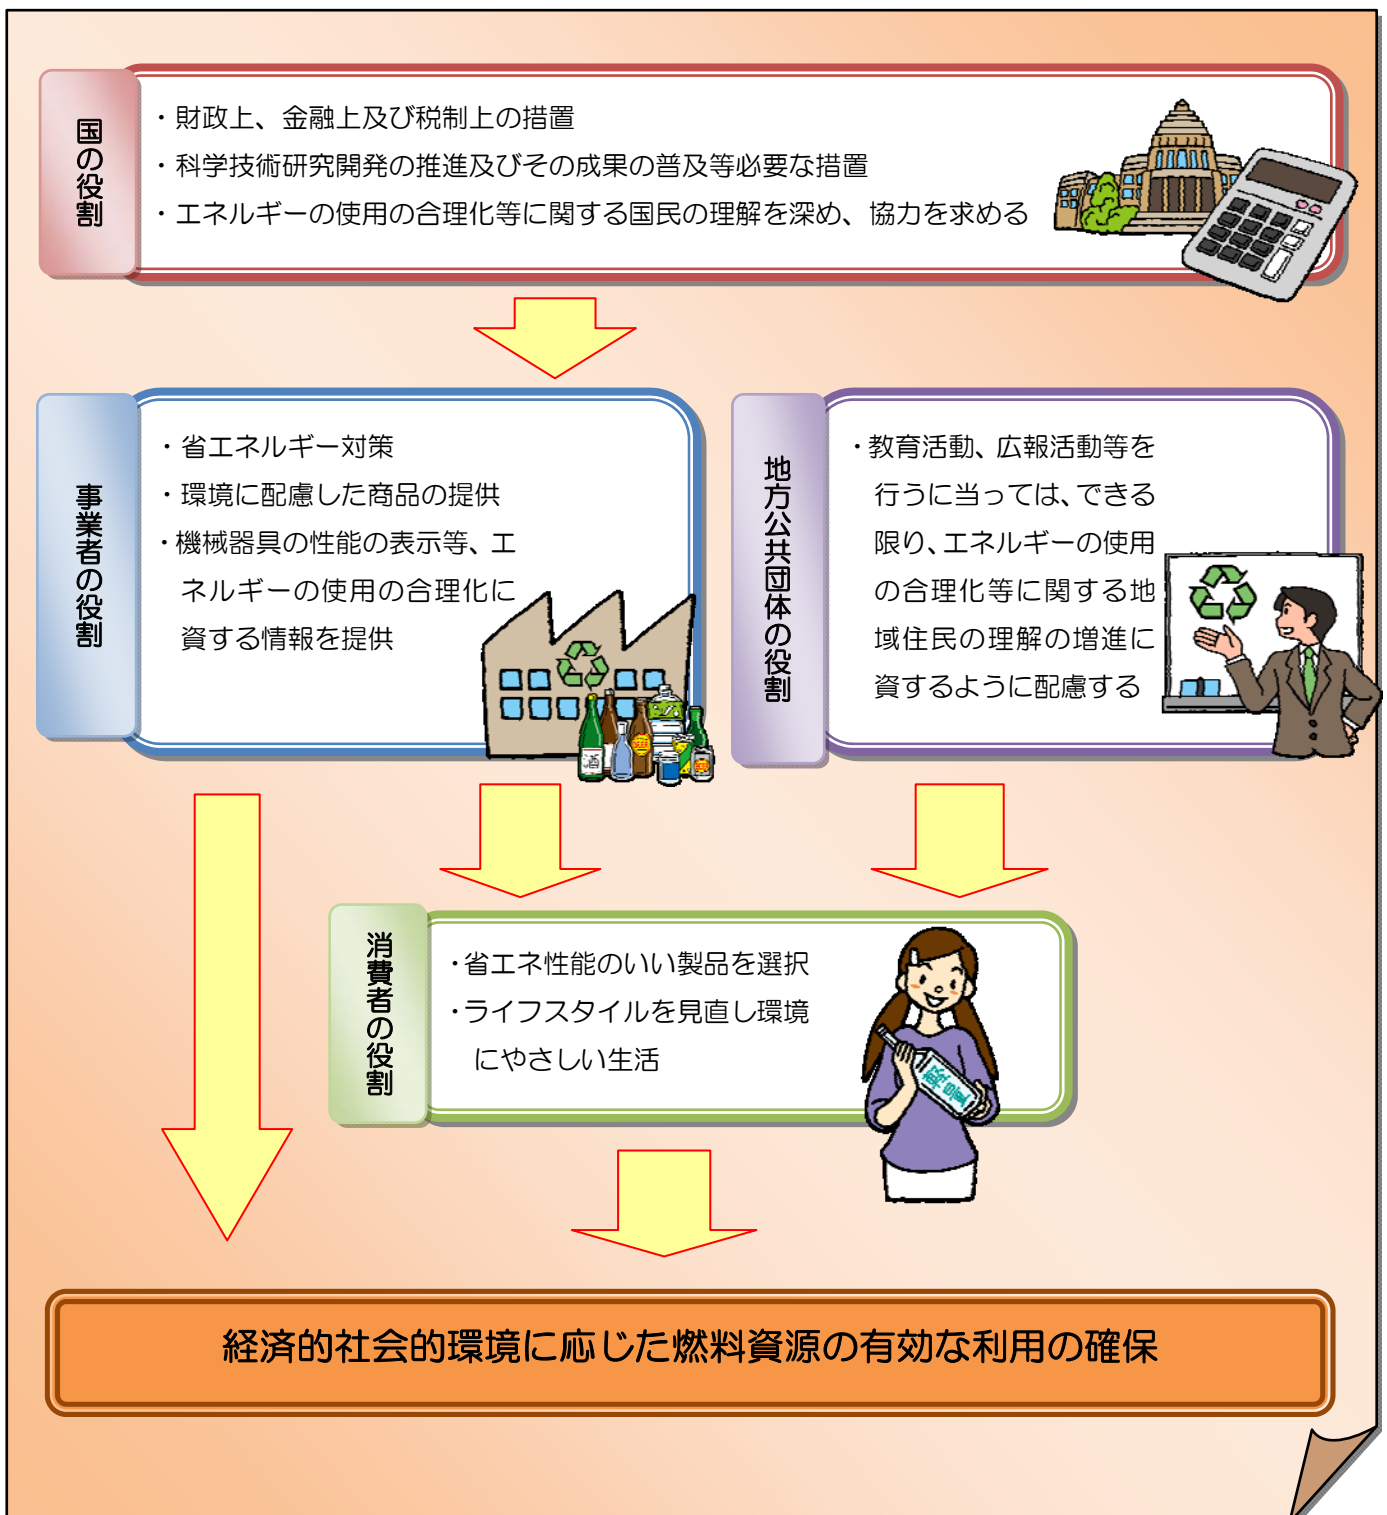 国の役割
・財政上、金融上及び税制上の措置
・科学技術研究開発の推進及びその成果の普及等必要な措置
・エネルギーの使用の合理化等に関する国民の理解を深め、協力を求める
事業者の役割
・省エネルギー対策
・環境に配慮した商品の提供
・機械器具の性能の表示等、エ
ネルギーの使用の合理化に
資する情報を提供
酒
地方公共団体の役割
・教育活動、広報活動等を
行うに当っては、できる
限り、エネルギーの使用
の合理化等に関する地
域住民の理解の増進に
資するように配慮する
消費者の役割
・省エネ性能のいい製品を選択
・ライフスタイルを見直し環境
にやさしい生活
経済的社会的環境に応じた燃料資源の有効な利用の確保